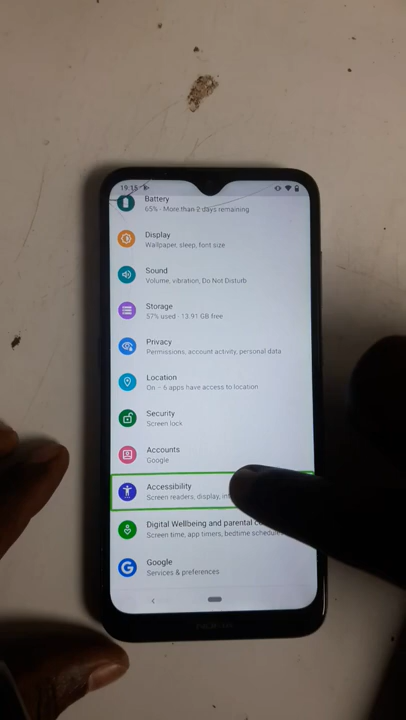 19:15
Battery
65% - More than 2 days remaining
Display
Wallpaper, sleep, font size
Sound
Volume, vibration, Do Not Disturb
Storage
57% used - 13.91 GB free
Privacy
Permissions, account activity, personal data
Location
On - 6 apps have access to location
Security
Screen lock
Accounts
Google
Accessibility
Screen readers, display,
Digital Wellbeing and parental
Screen time, app timers, bedtime
Google
Services & preferences
NOKIA